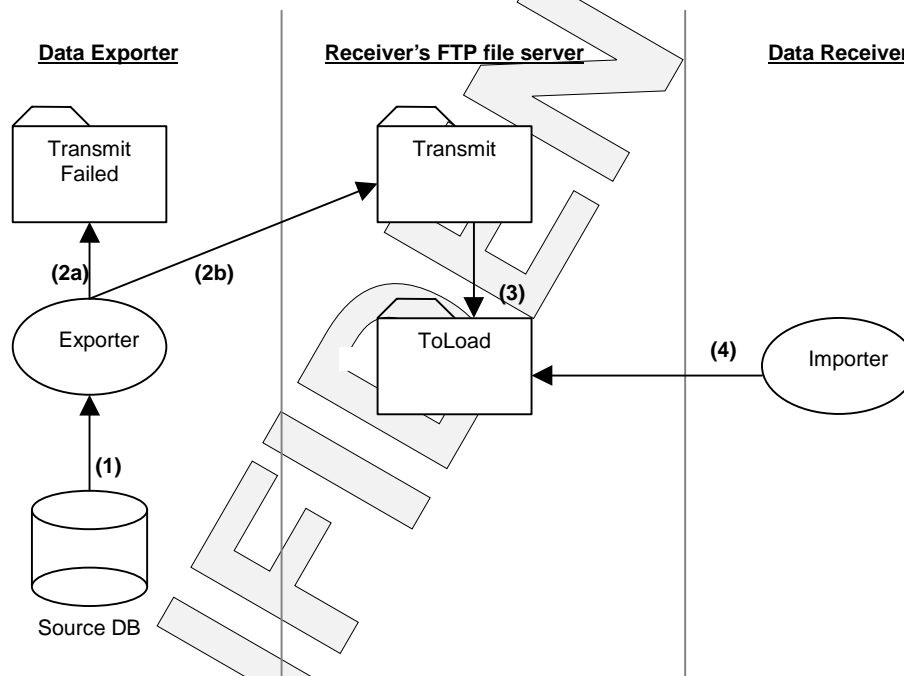 Data Exporter
Receiver's FTP file server
Data Receiver
Transmit
Failed
Transmit
(2a)
(2b)
(3)
Exporter
ToLoad
(4)
Importer
(1)
Source DB